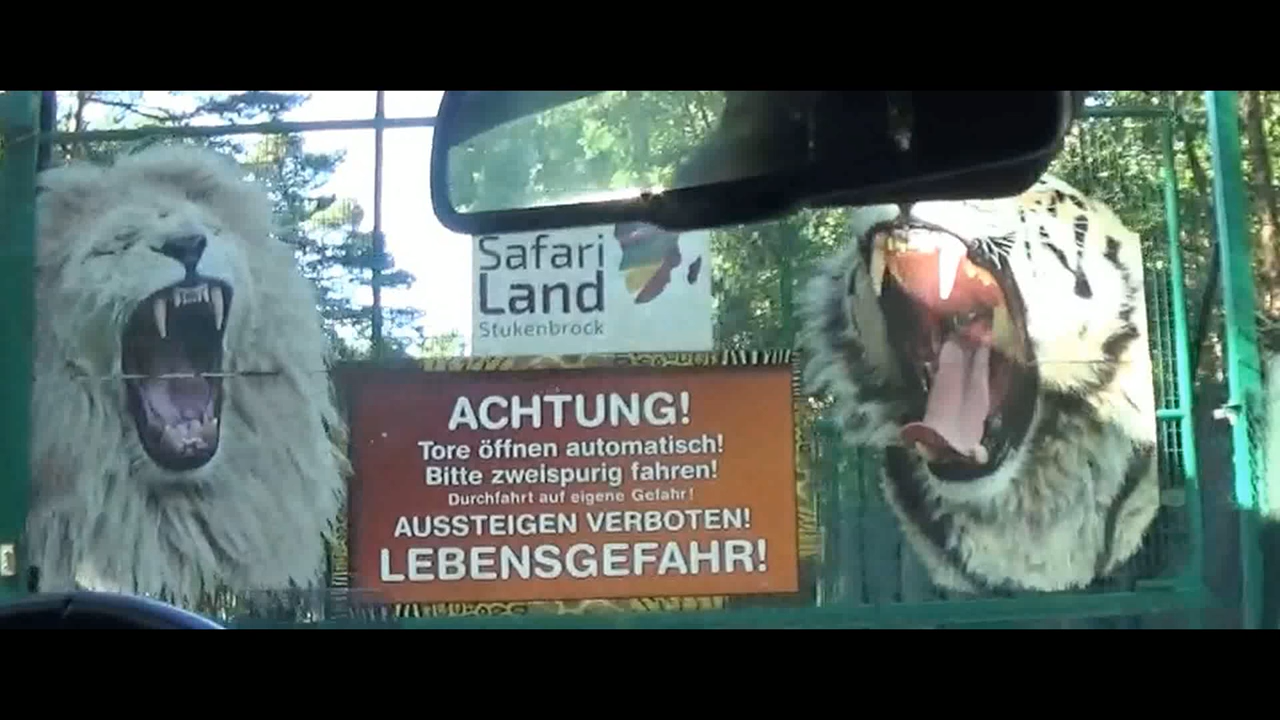 Safari
Land
Stukenbrock
ACHTUNG!
Tore öffnen automatisch!
Bitte zweispurig fahren!
Durchfahrt auf eigene Gefahr!
AUSSTEIGEN VERBOTEN!
LEBENSGEFAHR!